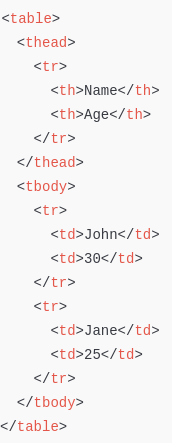 <table>
  <thead>
    <tr>
      <th>Name</th>
      <th>Age</th>
    </tr>
  </thead>
  <tbody>
    <tr>
      <td>John</td>
      <td>30</td>
    </tr>
    <tr>
      <td>Jane</td>
      <td>25</td>
    </tr>
  </tbody>
</table>